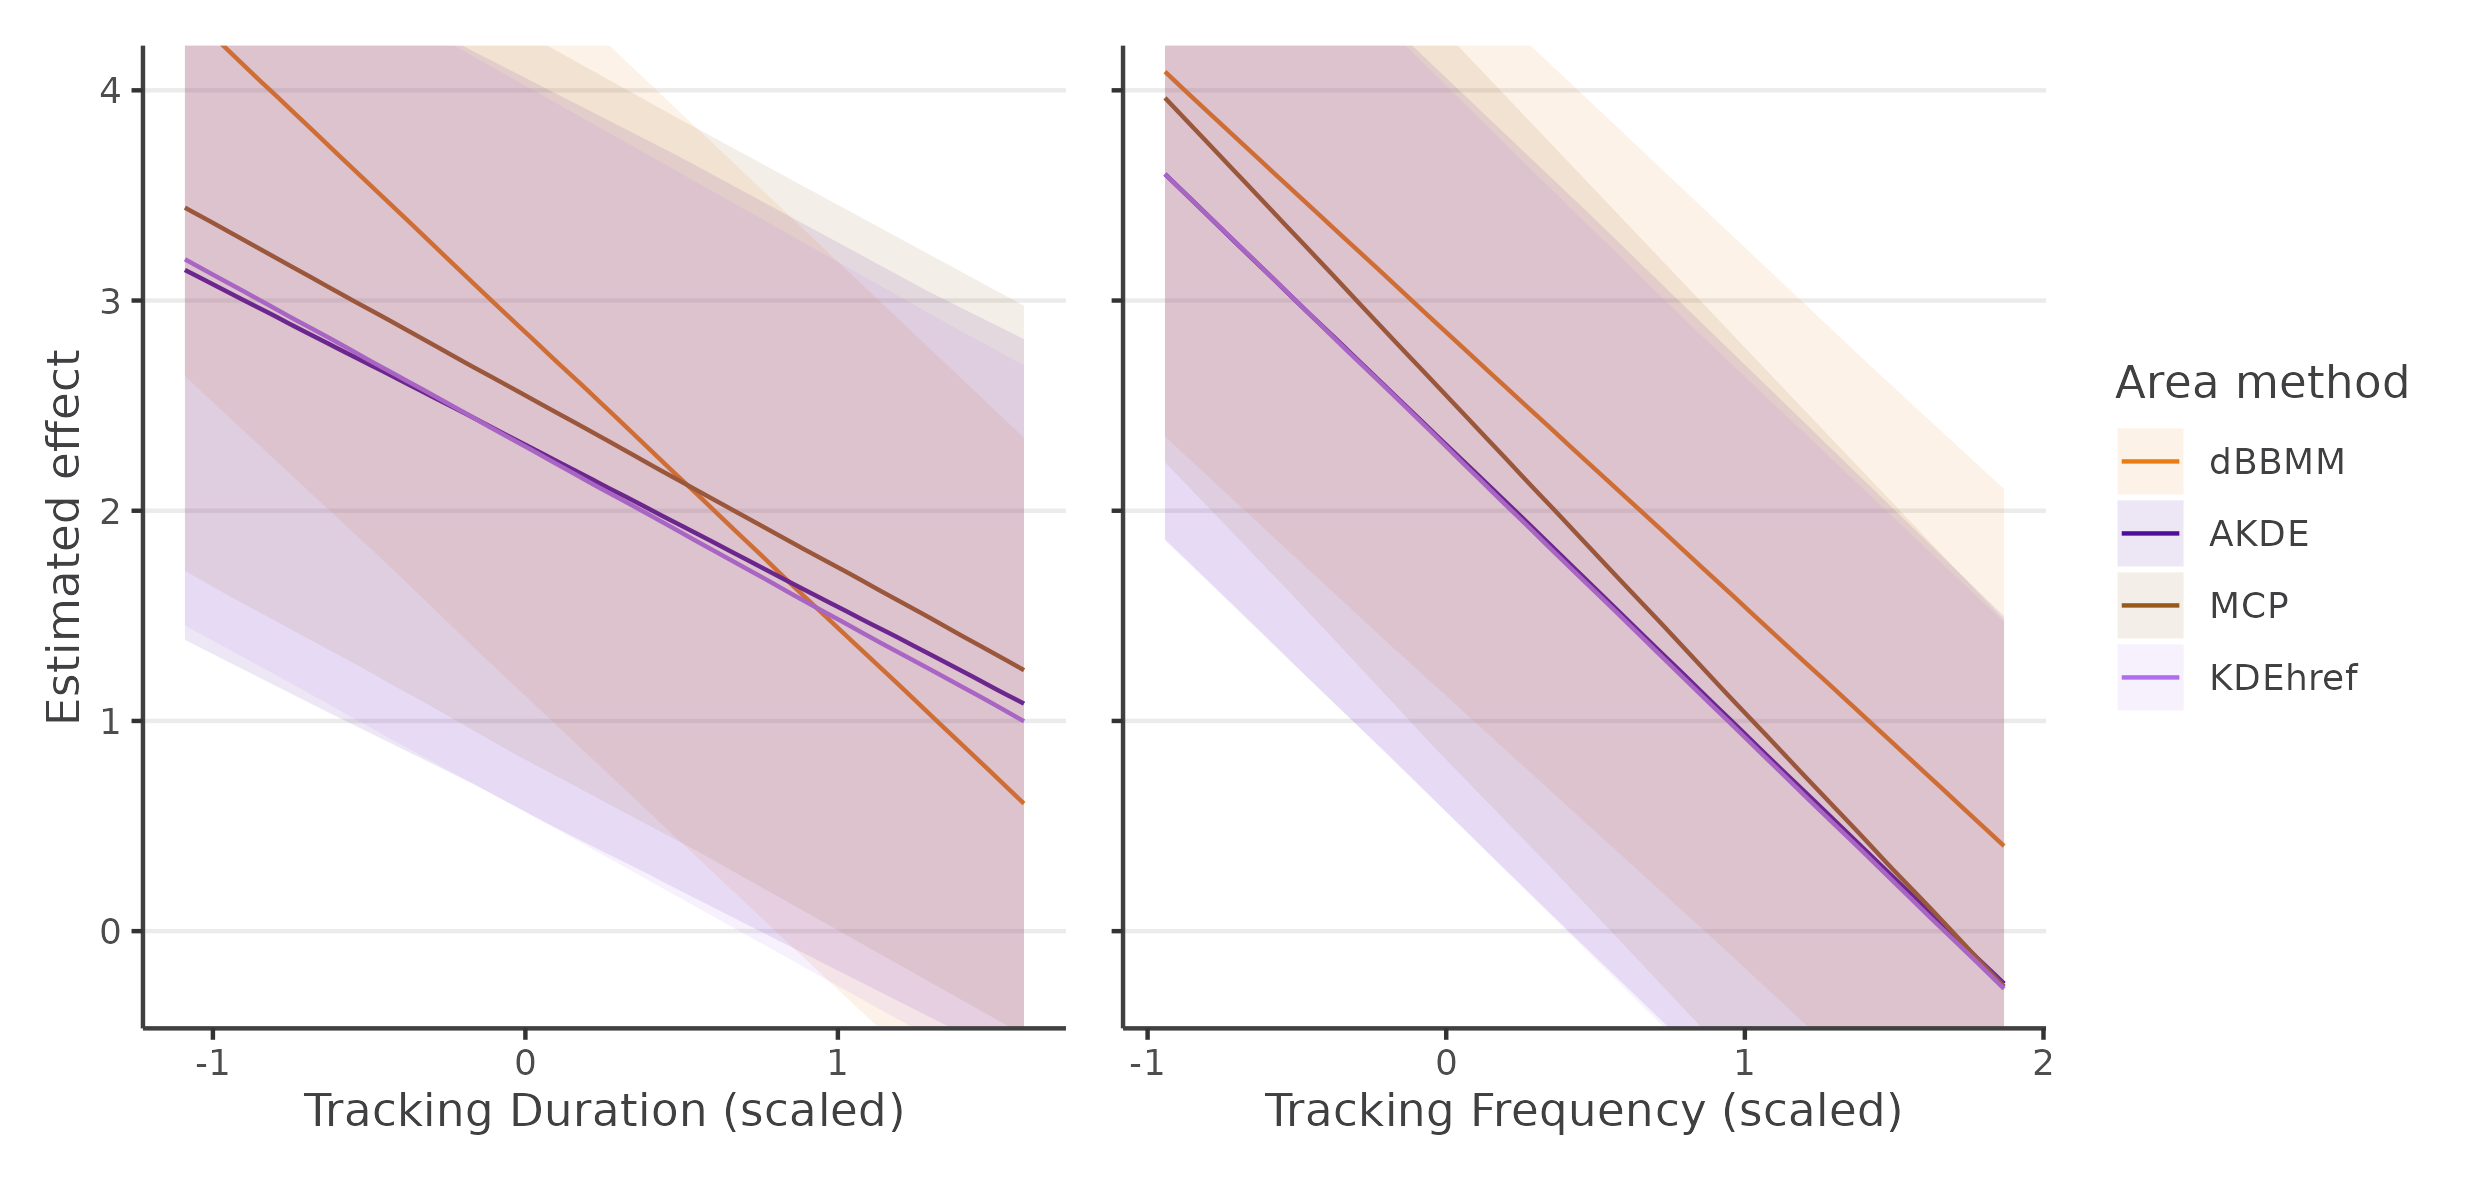 Estimated effect
4
3
2
1
0
-1 0 1
Tracking Duration (scaled)
-1 0 1 2
Tracking Frequency (scaled)
Area method
dBBMM
AKDE
MCP
KDEhref